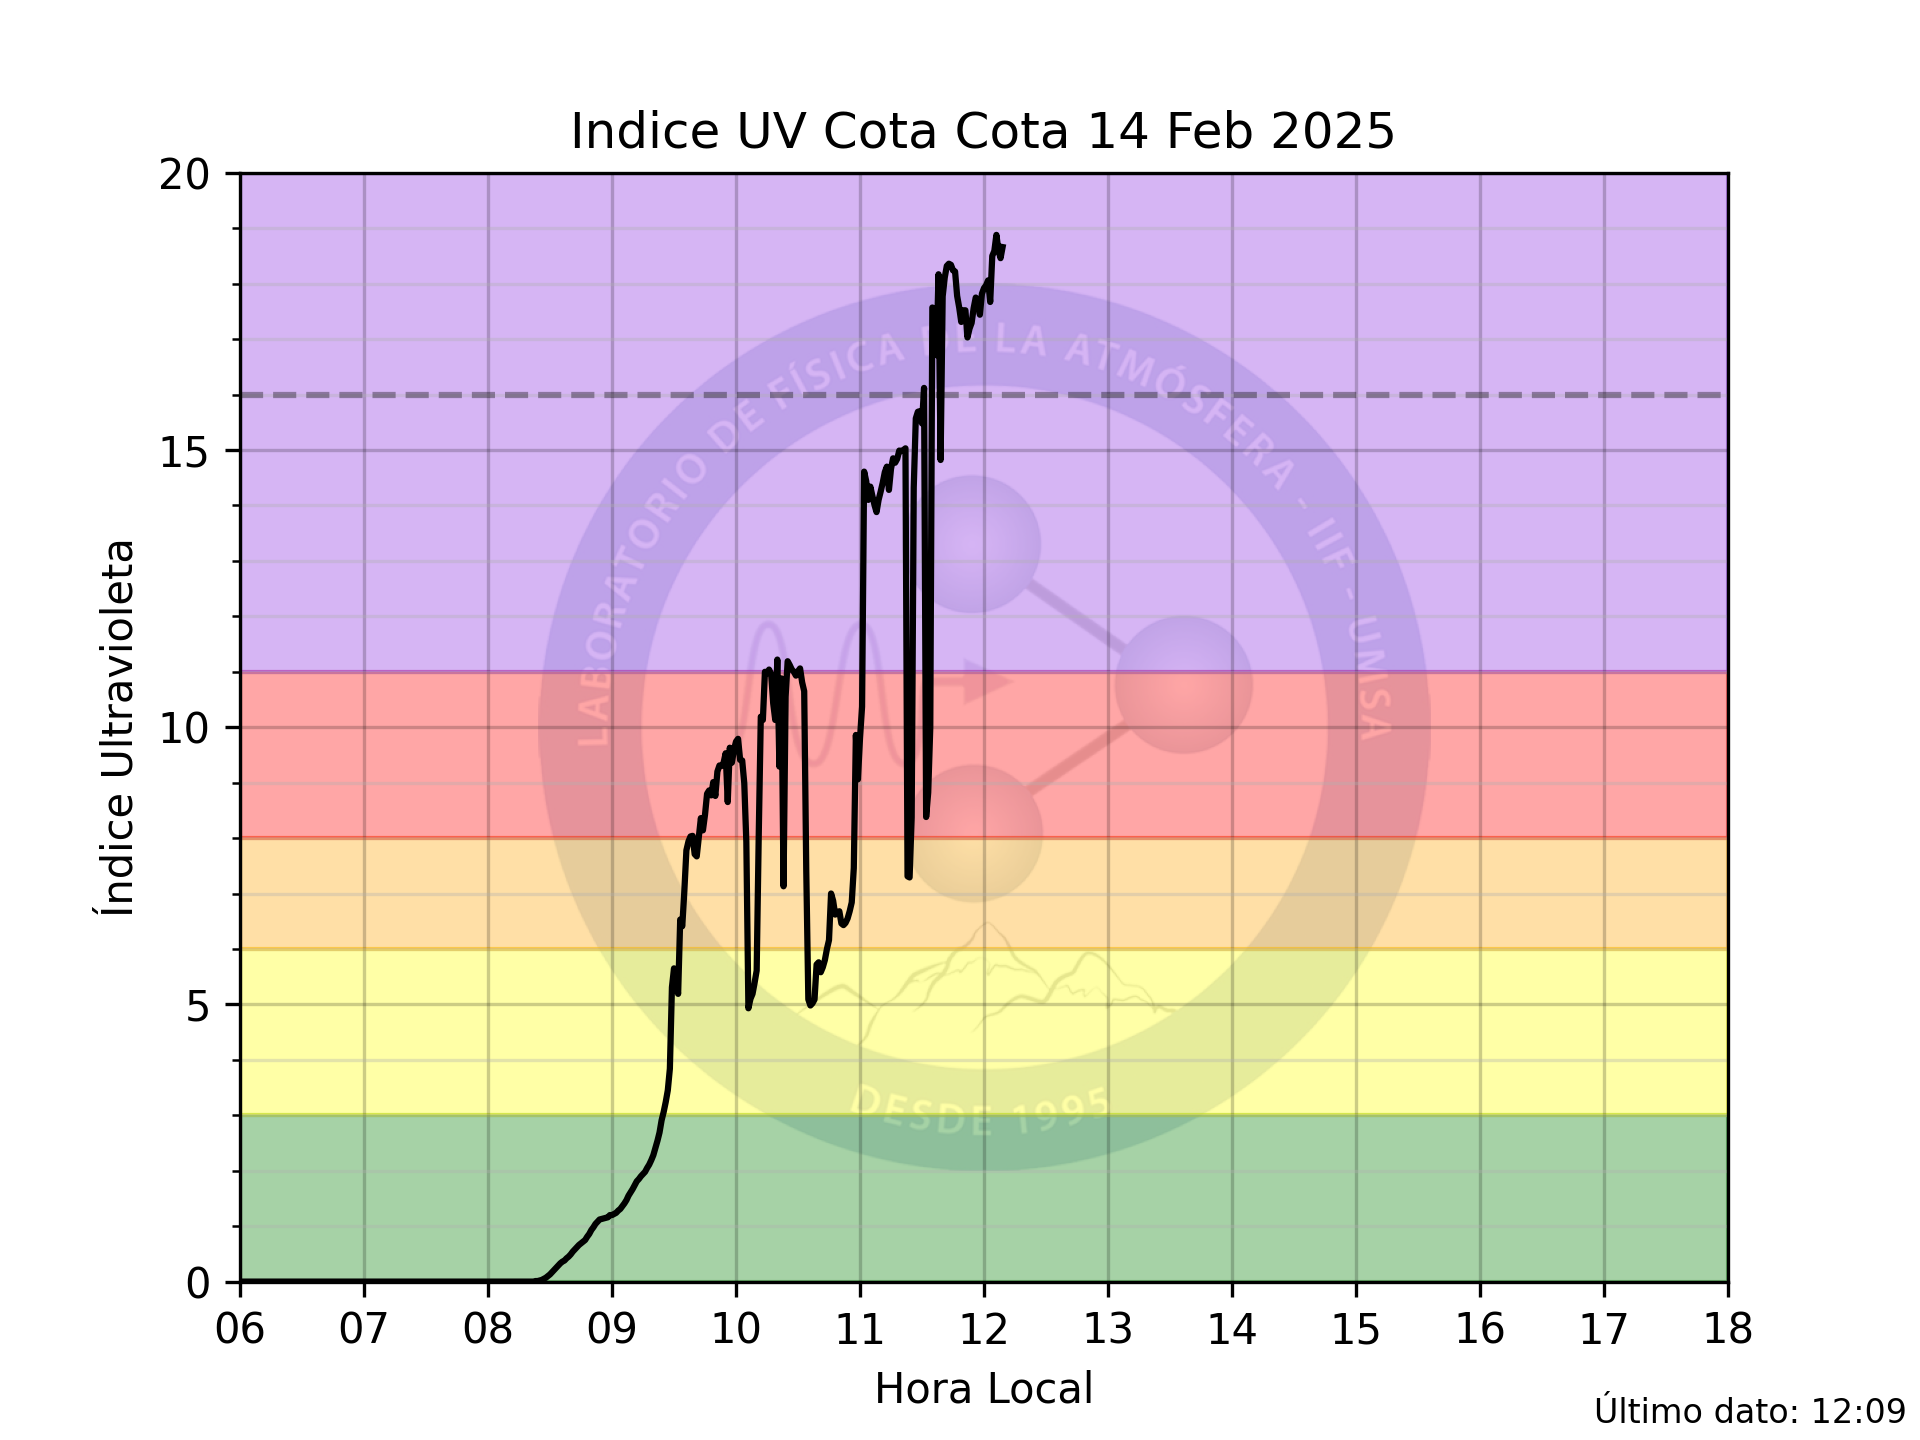 Indice UV Cota Cota 14 Feb 2025
20
15
10
5
0
Índice Ultravioleta
LABORATORIO DE FÍSICA DE LA ATMÓSFERA - IIF - UMSA
DESDE 1995
06 07 08 09 10 11 12 13 14 15 16 17 18
Hora Local
Último dato: 12:09